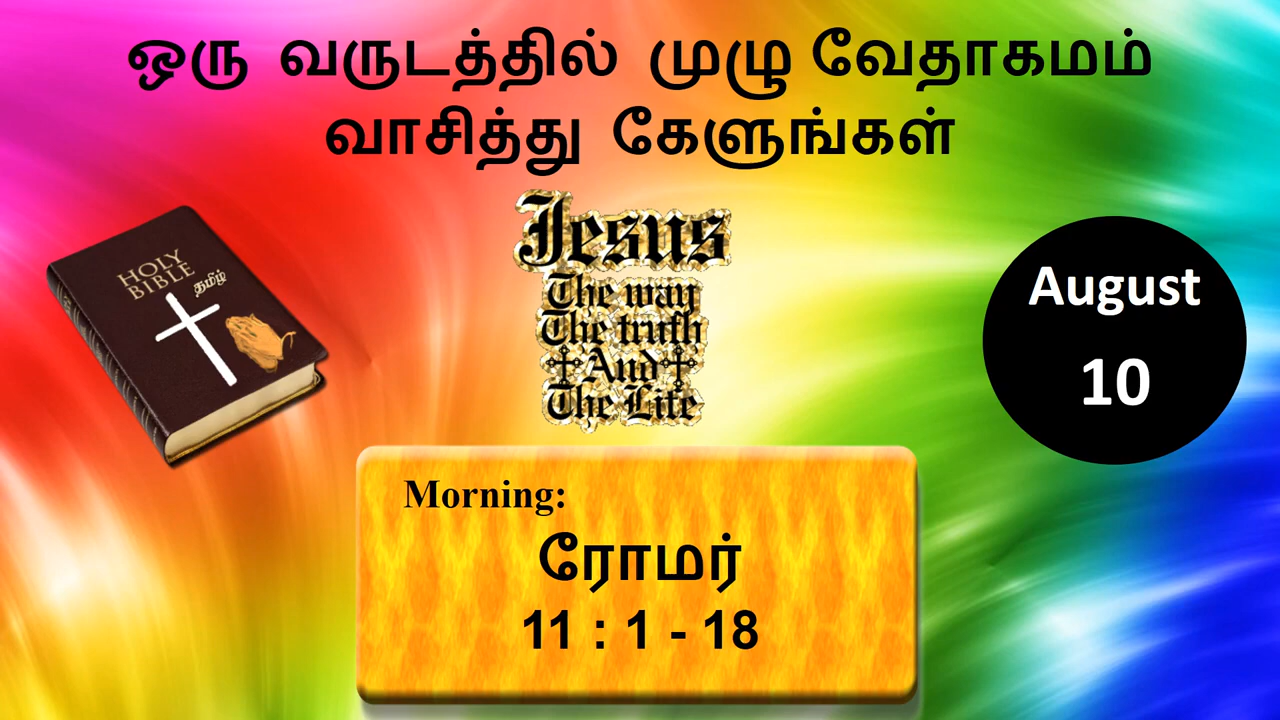 ஒரு வருடத்தில் முழு வேதாகமம்
வாசித்து கேளுங்கள்
HOLY
BIBLE
தமிழ்
Jesus
The way
The truth
And
The Life
August
10
Morning:
ரோமர்
11 : 1 - 18